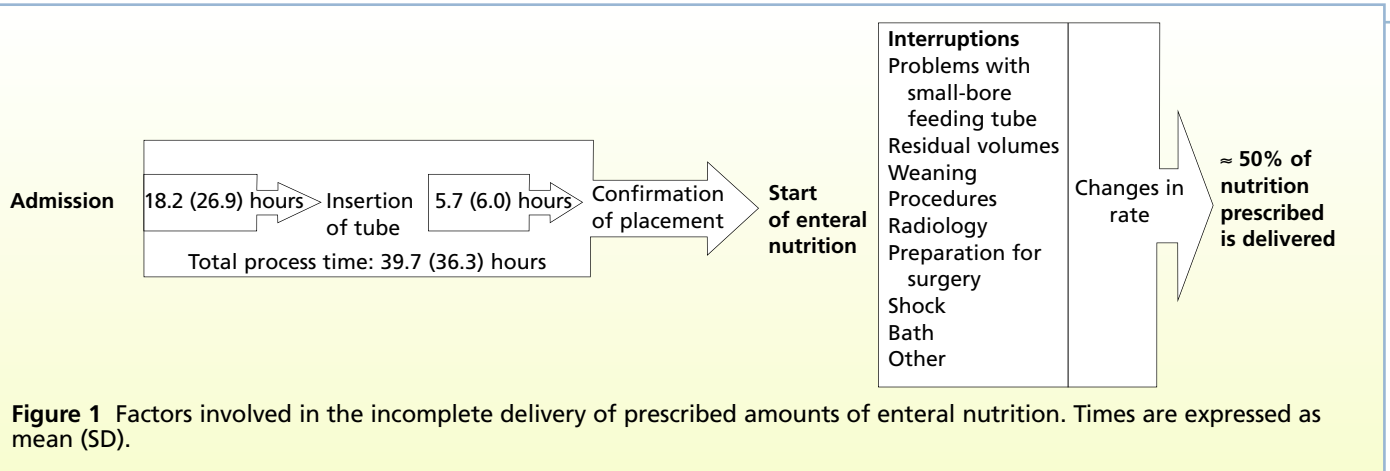 Admission
18.2 (26.9) hours
Insertion
of tube
5.7 (6.0) hours
Confirmation
of placement
Total process time: 39.7 (36.3) hours
Start
of enteral
nutrition
Interruptions
Problems with
small-bore
feeding tube
Residual volumes
Weaning
Procedures
Radiology
Preparation for
surgery
Shock
Bath
Other
Changes in
rate
≈ 50% of
nutrition
prescribed
is delivered
Figure 1 Factors involved in the incomplete delivery of prescribed amounts of enteral nutrition. Times are expressed as
mean (SD).